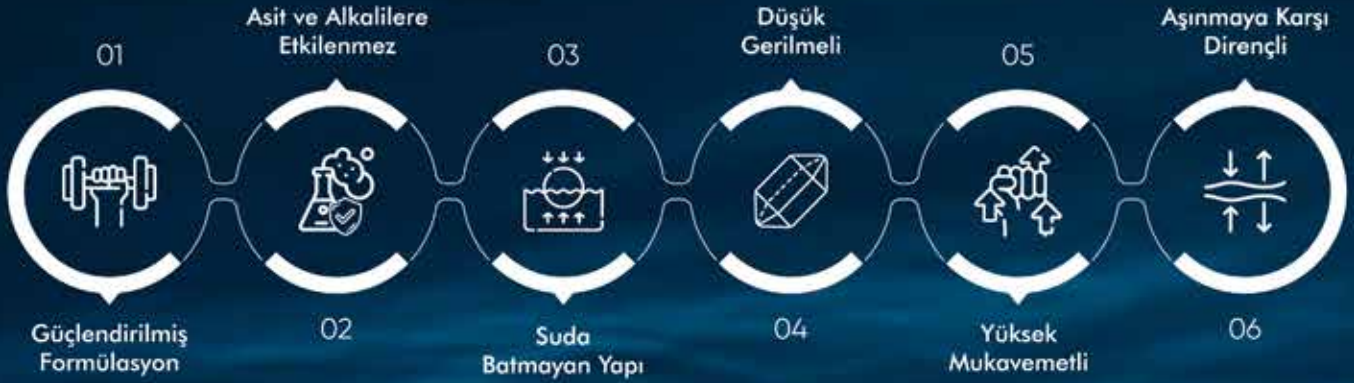 01
Güçlendirilmiş
Formülasyon
Asit ve Alkalilere
Etkilenmez
02
03
Suda
Batmayan Yapı
Düşük
Gerilmeli
04
05
Yüksek
Mukavemetli
Aşınmaya Karşı
Dirençli
06